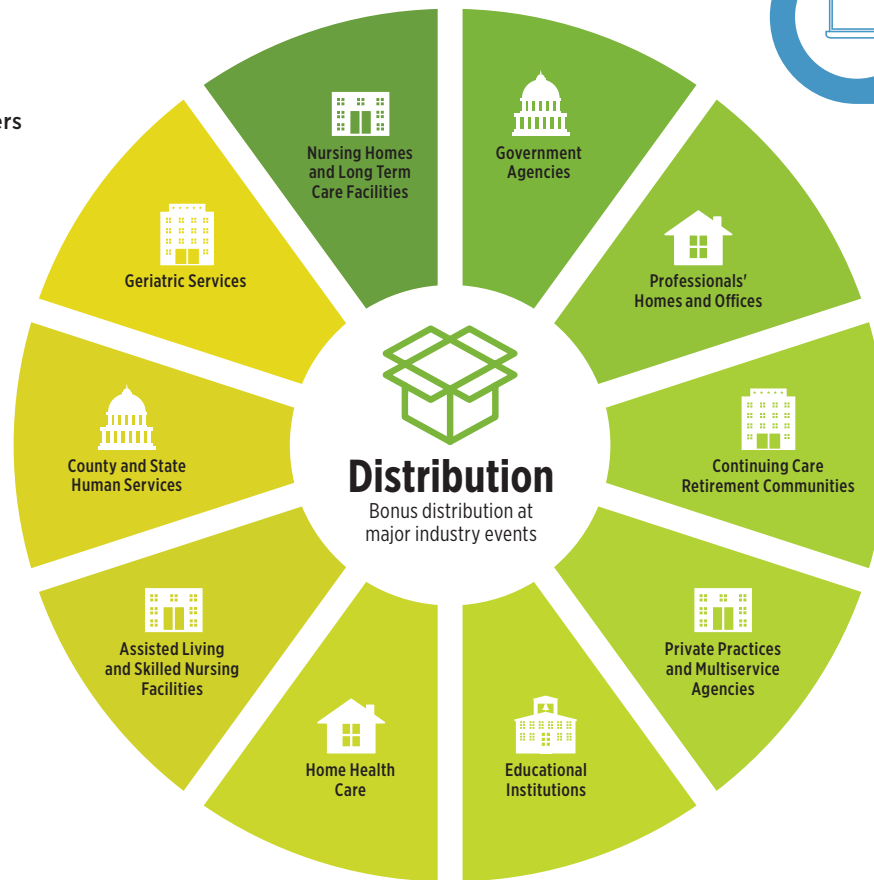 Nursing Homes
and Long Term
Care Facilities
Government
Agencies
Professionals'
Homes and Offices
Continuing Care
Retirement Communities
Private Practices
and Multiservice
Agencies
Educational
Institutions
Home Health
Care
Assisted Living
and Skilled Nursing
Facilities
County and State
Human Services
Geriatric Services
Distribution
Bonus distribution at
major industry events